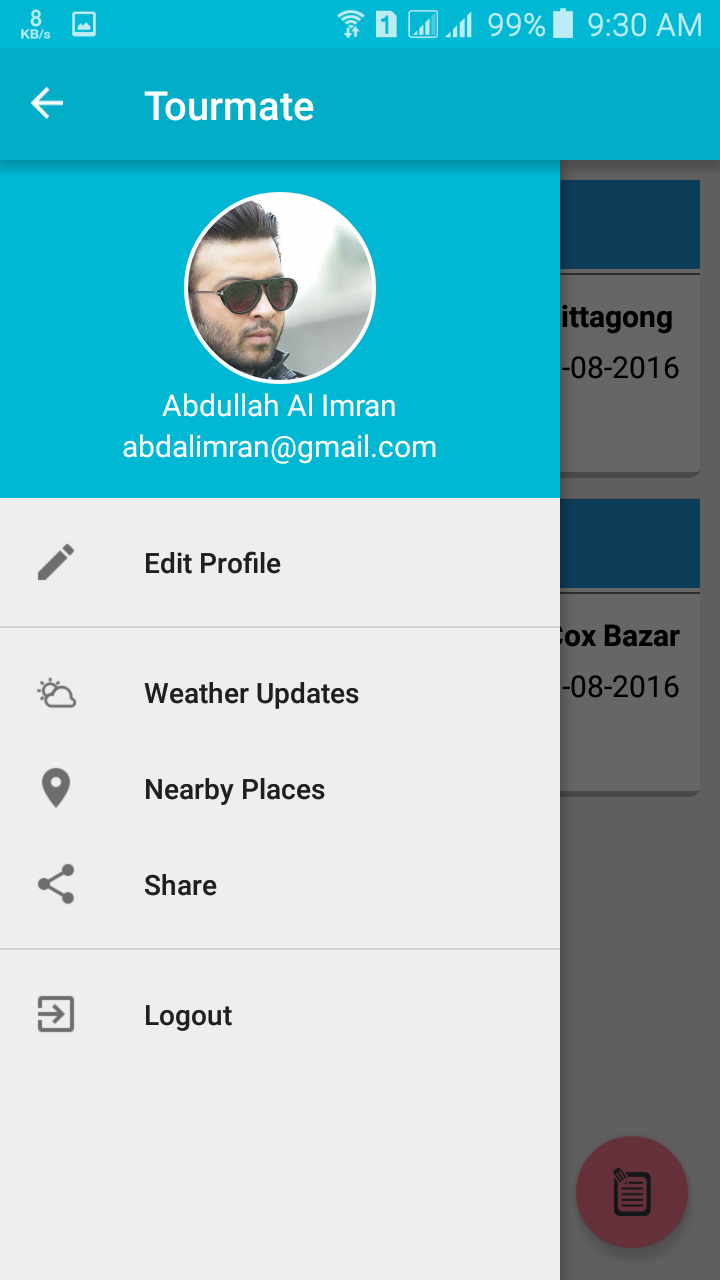 8
KB/s
1
99%
9:30 AM
Tourmate
Abdullah Al Imran
abdalimran@gmail.com
ittagong
-08-2016
Edit Profile
Cox Bazar
-08-2016
Weather Updates
Nearby Places
Share
Logout